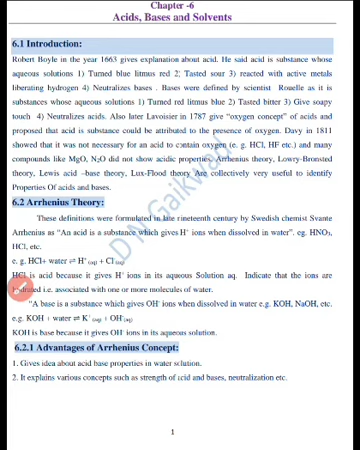 Chapter -6
Acids, Bases and Solvents
6.1 Introduction:
Robert Boyle in the year 1663 gives explanation about acid. He said acid is substance whose
aqueous solutions 1) Turned blue litmus red 2) Tasted sour 3) reacted with active metals
liberating hydrogen 4) Neutralizes bases . Bases were defined by scientist Rouelle as it is
substances whose aqueous solutions 1) Turned red litmus blue 2) Tasted bitter 3) Give soapy
touch 4) Neutralizes acids. Also later Lavoisier in 1787 give “oxygen concept” of acids and
proposed that acid is substance could be attributed to the presence of oxygen. Davy in 1811
showed that it was not necessary for an acid to contain oxygen (e. g. HCl, HF etc.) and many
compounds like MgO, N₂O did not show acidic properties. Arrhenius theory, Lowry-Bronsted
theory, Lewis acid –base theory, Lux-Flood theory Are collectively very useful to identify
Properties Of acids and bases.
6.2 Arrhenius Theory:
These definitions were formulated in late nineteenth century by Swedish chemist Svante
Arrhenius as “An acid is a substance which gives H⁺ ions when dissolved in water”. eg. HNO₃,
HCl, etc.
e. g. HCl+ water ⇌ H⁺ (aq) + Cl⁻(aq)
HCl is acid because it gives H⁺ ions in its aqueous Solution aq. Indicate that the ions are
hydrated i.e. associated with one or more molecules of water.
“A base is a substance which gives OH⁻ ions when dissolved in water e.g. KOH, NaOH, etc.
e.g. KOH + water ⇌ K⁺(aq) + OH⁻(aq)
KOH is base because it gives OH⁻ ions in its aqueous solution.
6.2.1 Advantages of Arrhenius Concept:
1. Gives idea about acid base properties in water solution.
2. It explains various concepts such as strength of acid and bases, neutralization etc.
D N Gaikwad
1